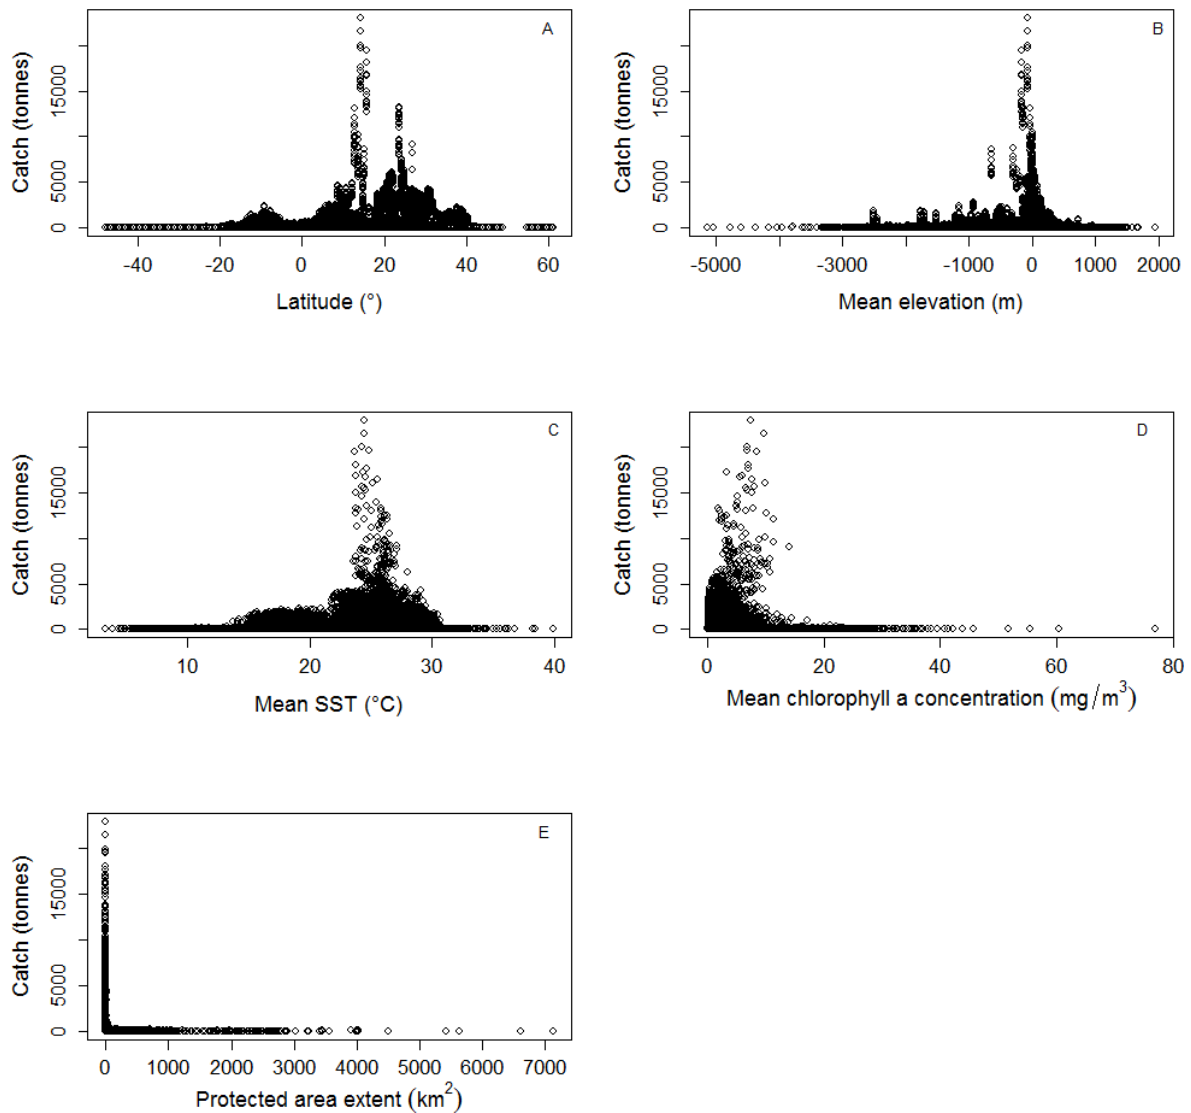 A
Catch (tonnes)
0 5000 15000
-40 -20 0 20 40 60
Latitude (°)
B
Catch (tonnes)
0 5000 15000
-5000 -3000 -1000 0 1000 2000
Mean elevation (m)
C
Catch (tonnes)
0 5000 15000
10 20 30 40
Mean SST (°C)
D
Catch (tonnes)
0 5000 15000
0 20 40 60 80
Mean chlorophyll a concentration (mg/m³)
E
Catch (tonnes)
0 5000 15000
0 1000 2000 3000 4000 5000 6000 7000
Protected area extent (km²)